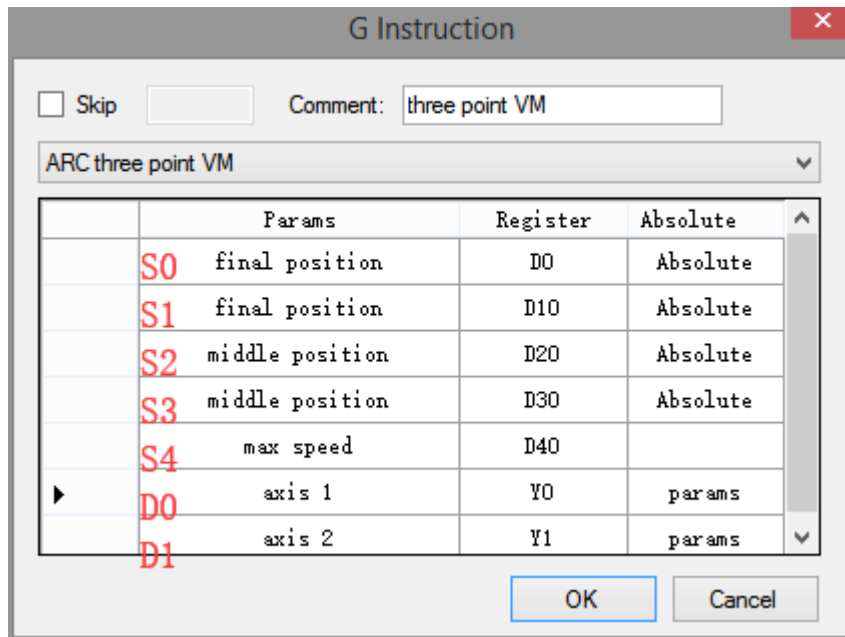 G Instruction
Skip Comment: three point VM
ARC three point VM
Params Register Absolute
S0 final position D0 Absolute
S1 final position D10 Absolute
S2 middle position D20 Absolute
S3 middle position D30 Absolute
S4 max speed D40
D0 axis 1 Y0 params
D1 axis 2 Y1 params
OK Cancel